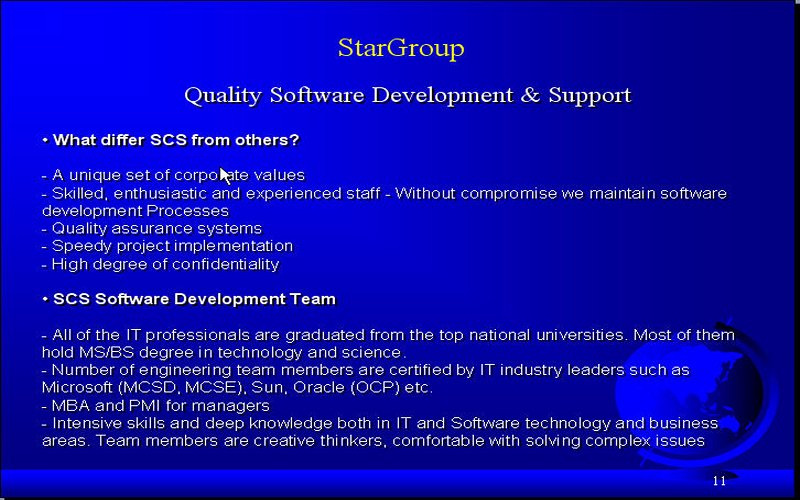 StarGroup
Quality Software Development & Support
• What differ SCS from others?
- A unique set of corporate values
- Skilled, enthusiastic and experienced staff - Without compromise we maintain software
development Processes
- Quality assurance systems
- Speedy project implementation
- High degree of confidentiality
• SCS Software Development Team
- All of the IT professionals are graduated from the top national universities. Most of them
hold MS/BS degree in technology and science.
- Number of engineering team members are certified by IT industry leaders such as
Microsoft (MCSD, MCSE), Sun, Oracle (OCP) etc.
- MBA and PMI for managers
- Intensive skills and deep knowledge both in IT and Software technology and business
areas. Team members are creative thinkers, comfortable with solving complex issues
11